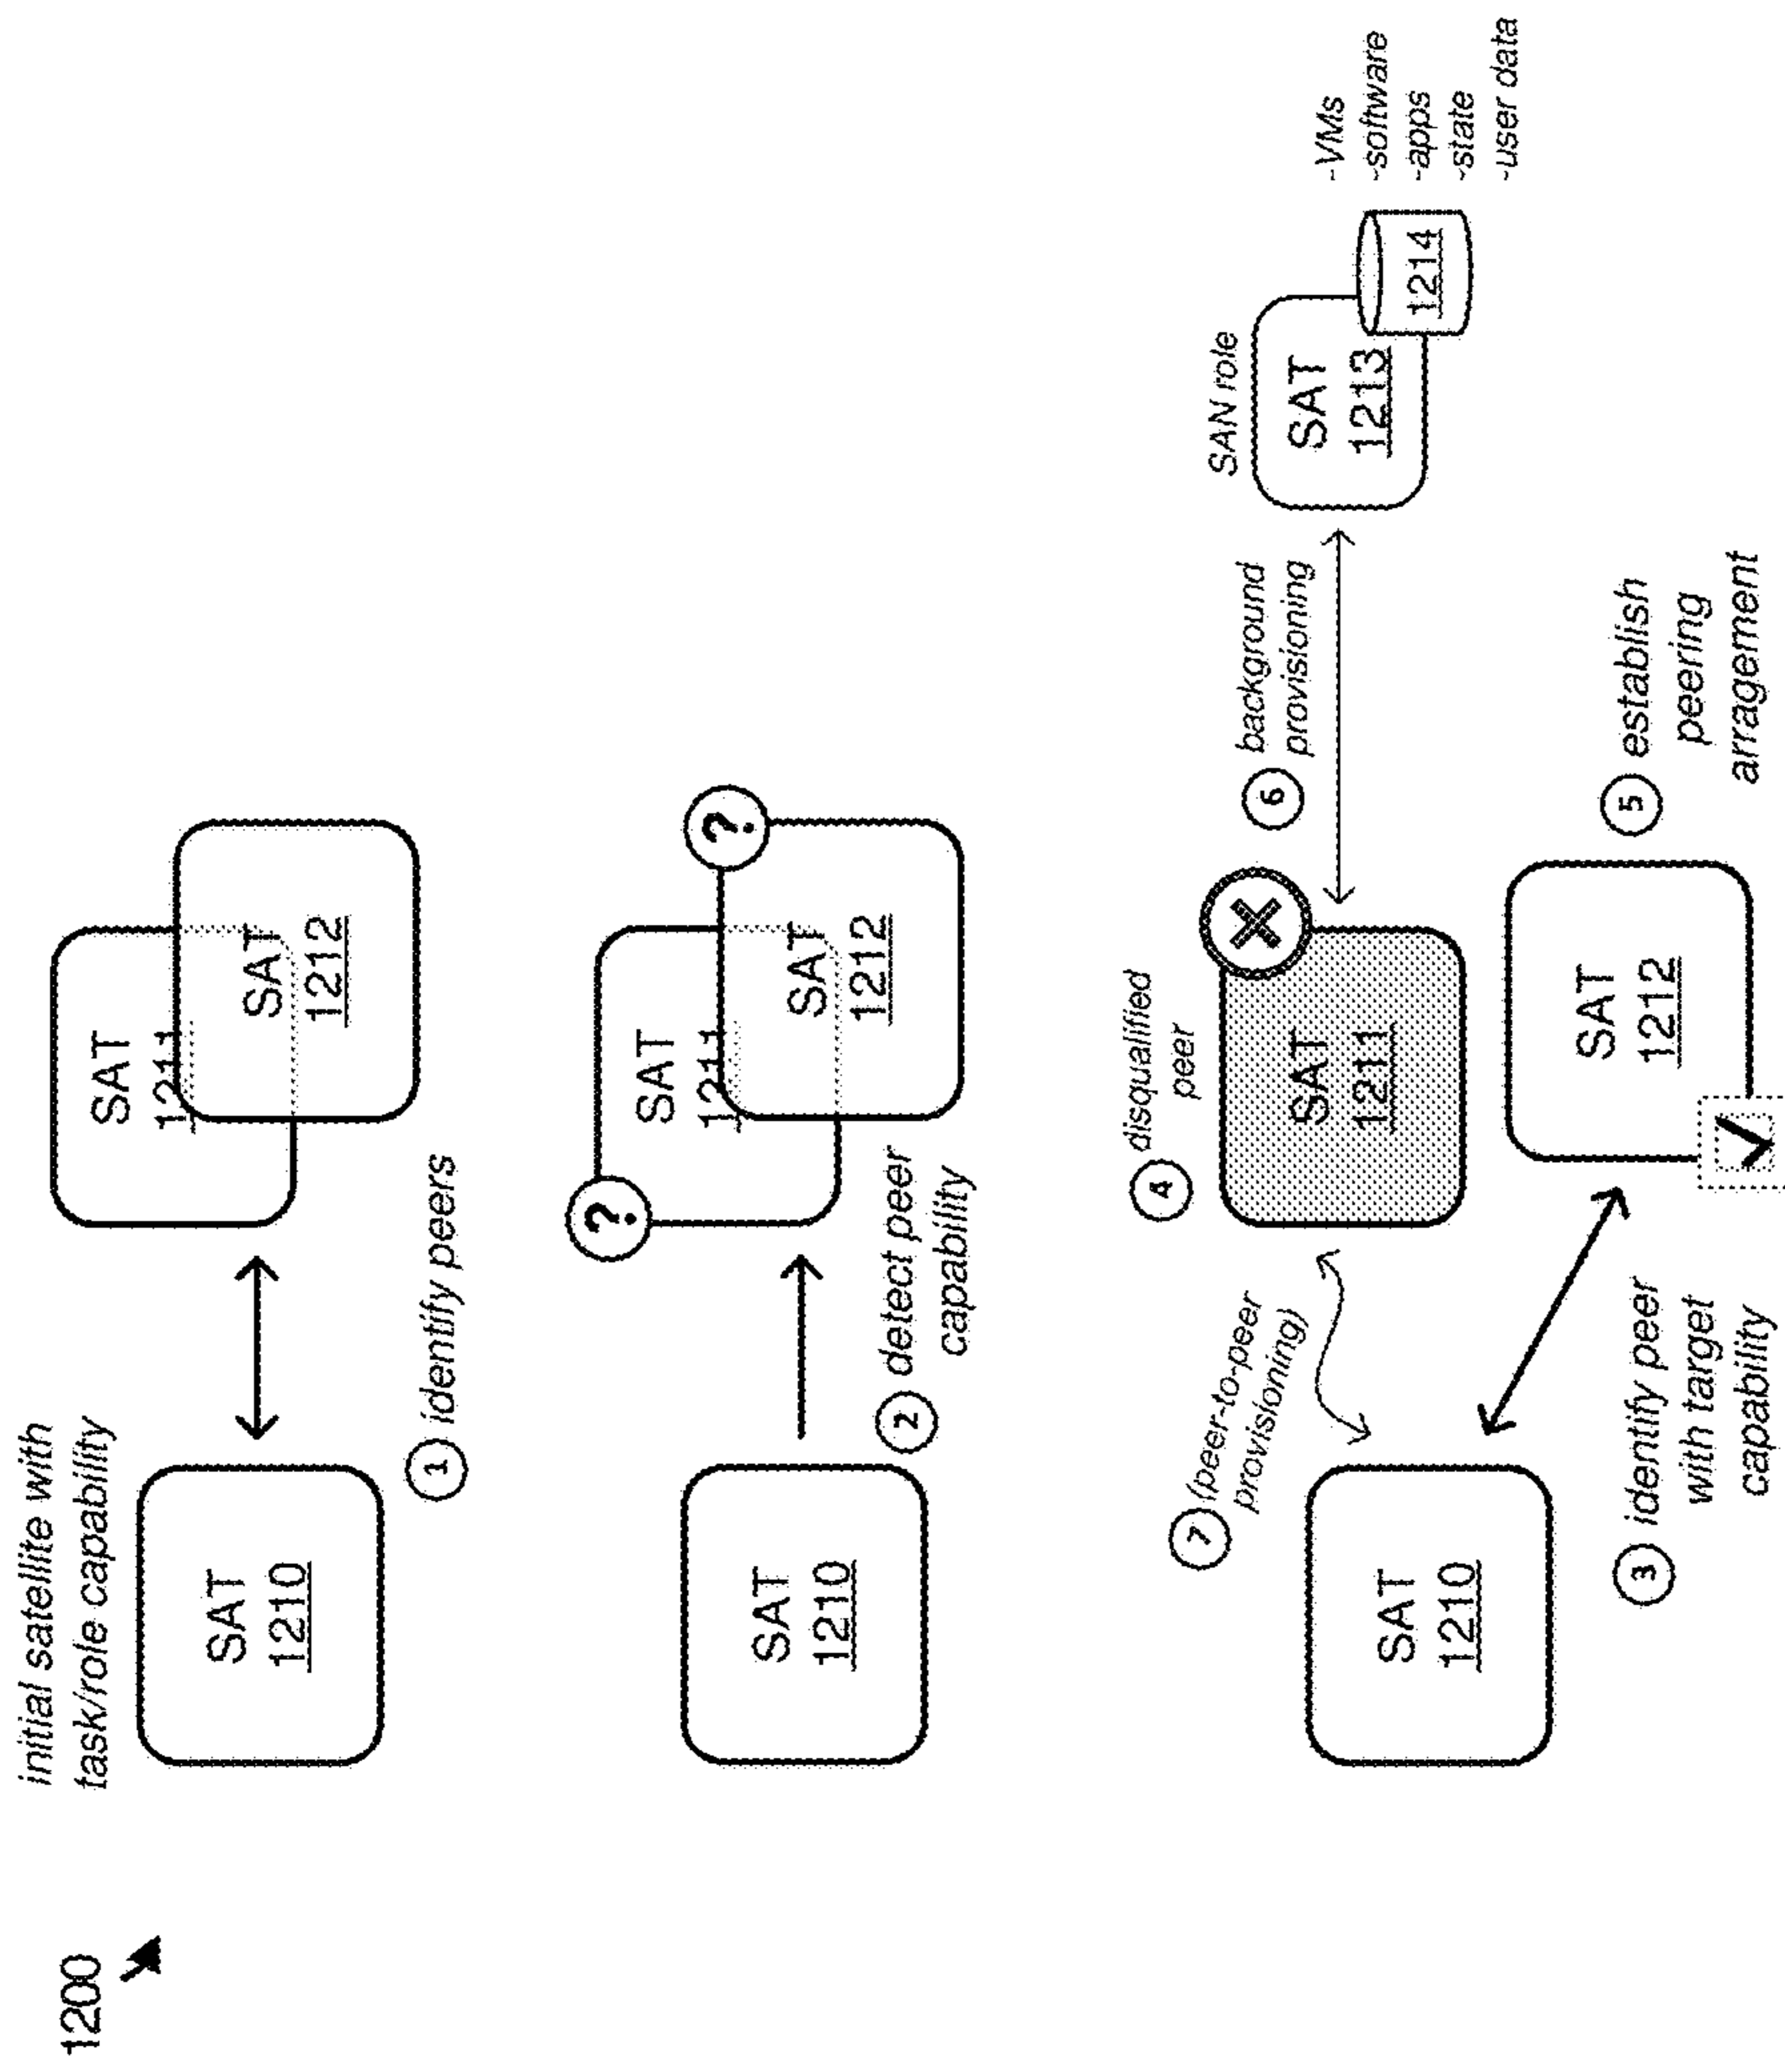 1200
initial satellite with
task/role capability
SAT
1210
SAT
1211
SAT
1212
1 identify peers
SAT
1210
?
SAT
1211
?
SAT
1212
2 detect peer
capability
7 (peer-to-peer
provisioning)
4 disqualified
peer
SAT
1211
6 background
provisioning
SAN role
SAT
1213
1214
-VMs
-software
-apps
-state
-user data
SAT
1210
3 identify peer
with target
capability
SAT
1212
5 establish
peering
arragement